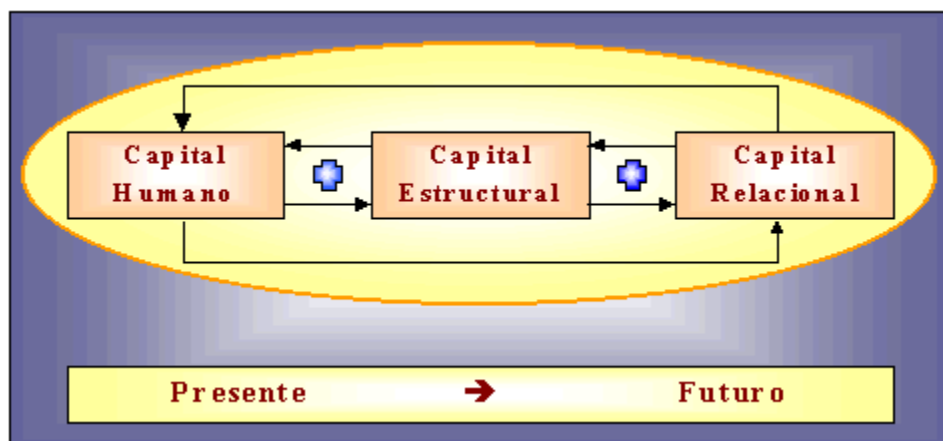 Capital
Humano
Capital
Estructural
Capital
Relacional
Presente ➔ Futuro